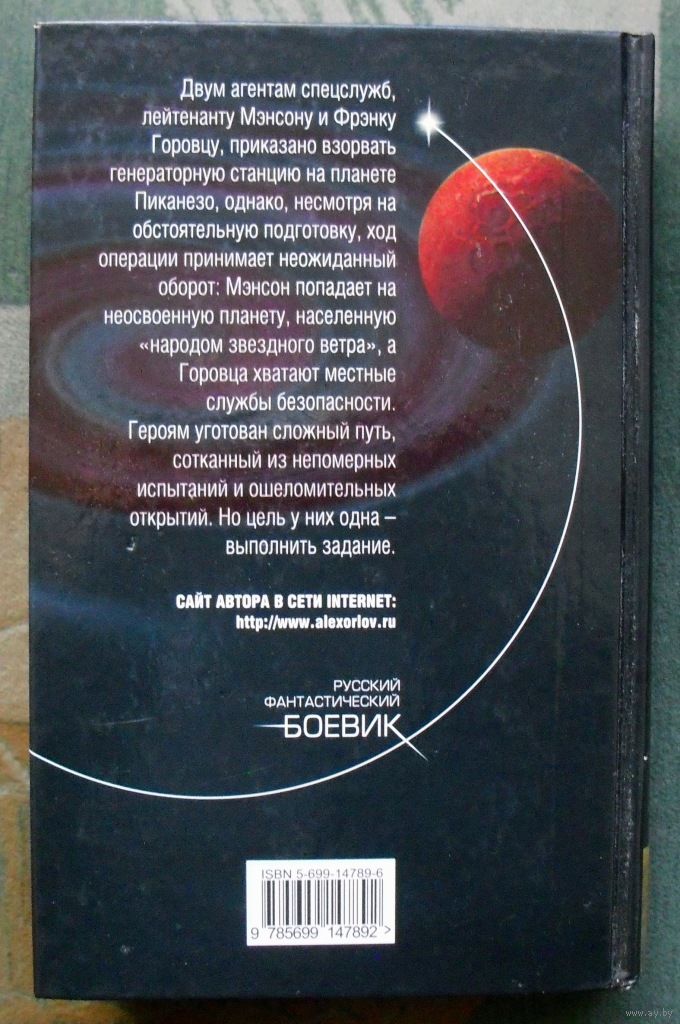 Двум агентам спецслужб,
лейтенанту Мэнсону и Фрэнку
Горовцу, приказано взорвать
генераторную станцию на планете
Пиканезо, однако, несмотря на
обстоятельную подготовку, ход
операции принимает неожиданный
оборот: Мэнсон попадает на
неосвоенную планету, населенную
«народом звездного ветра», а
Горовца хватают местные
службы безопасности.
Героям уготован сложный путь,
сотканный из непомерных
испытаний и ошеломительных
открытий. Но цель у них одна –
выполнить задание.
САЙТ АВТОРА В СЕТИ INTERNET:
http://www.alexorlov.ru
РУССКИЙ
ФАНТАСТИЧЕСКИЙ
БОЕВИК
ISBN 5-699-14789-6
9 785699 147892 >
www.ay.by